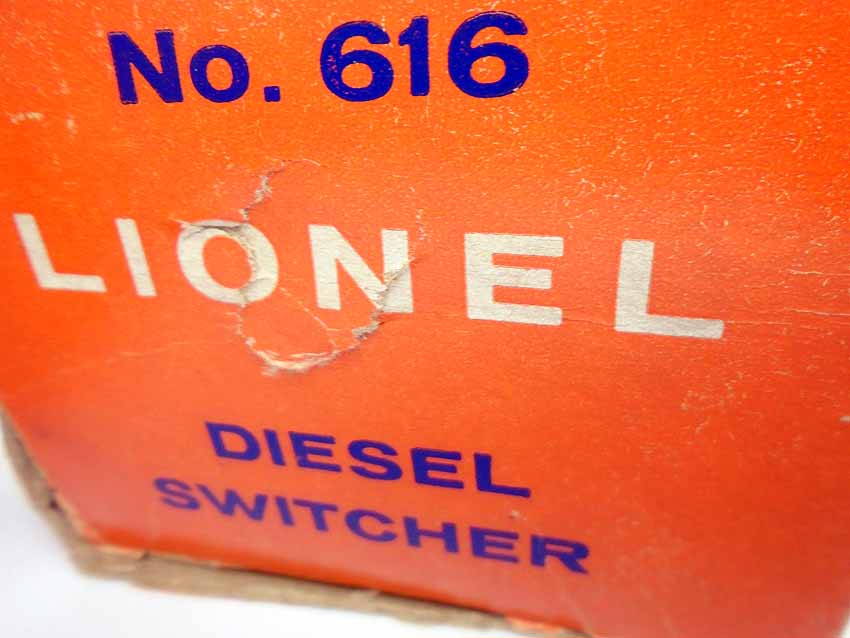 No. 616
LIONEL
DIESEL
SWITCHER